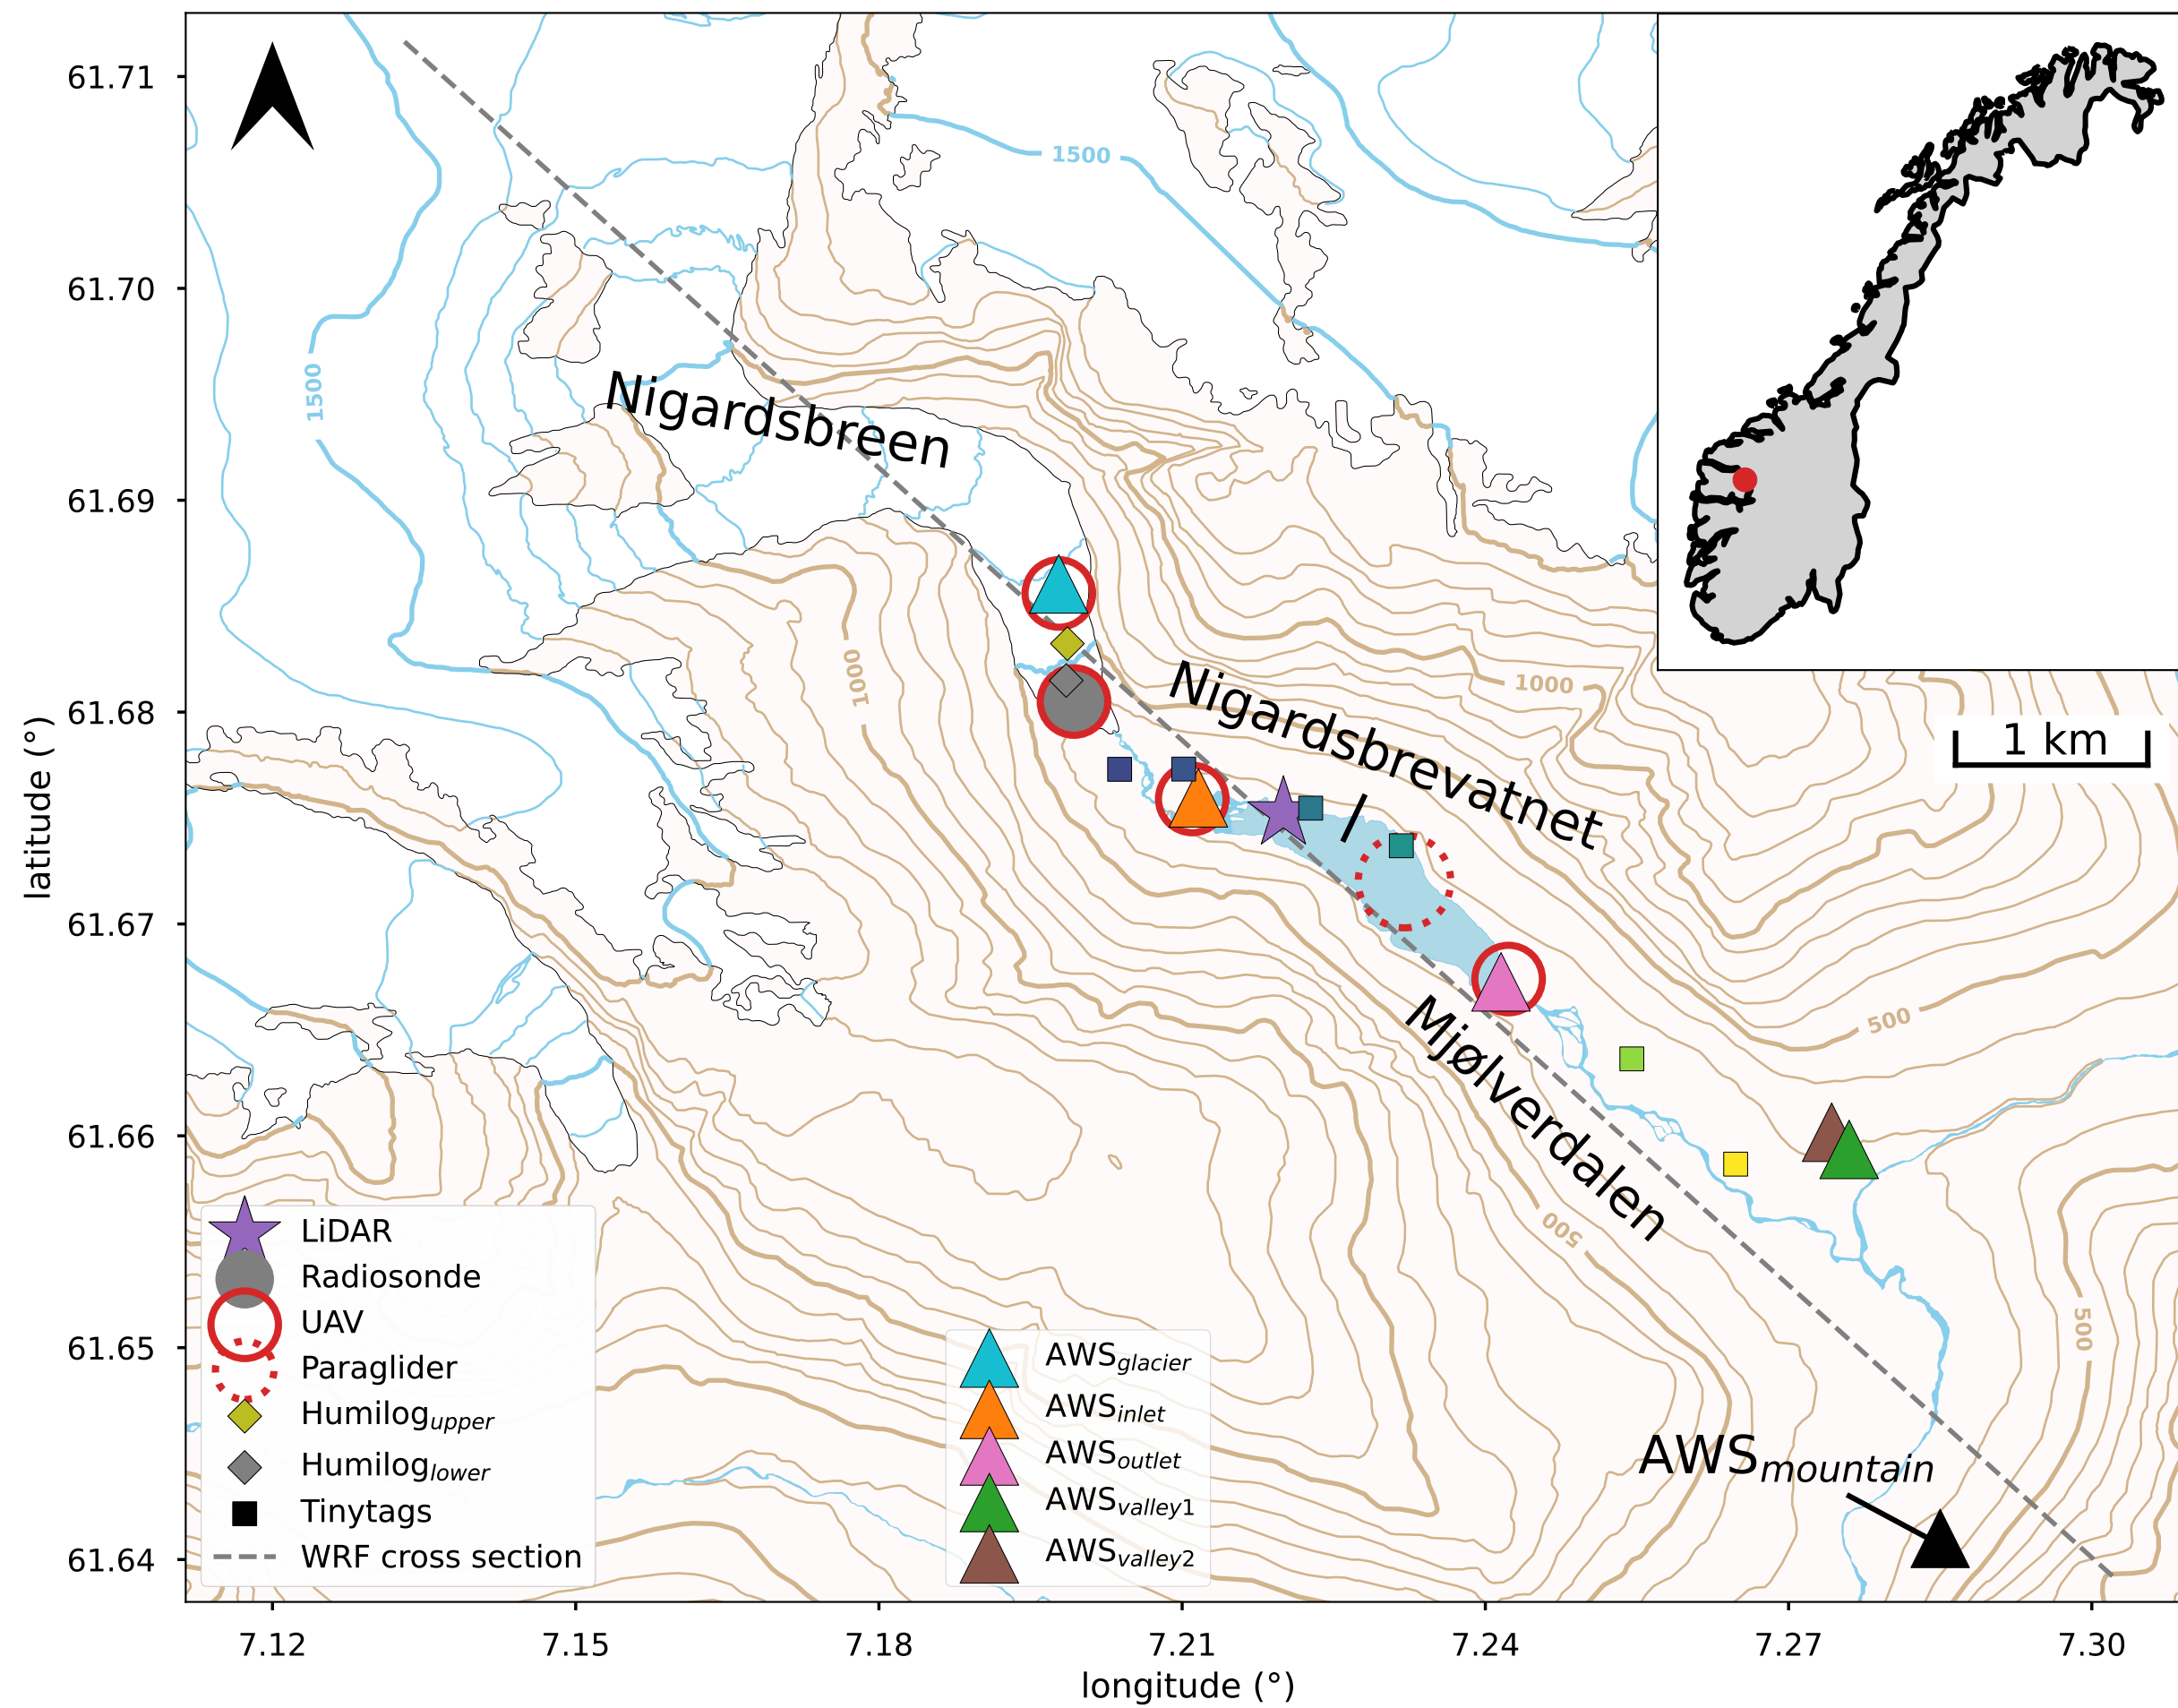 61.71
61.70
61.69
61.68
61.67
61.66
61.65
61.64
latitude (°)
7.12
7.15
7.18
7.21
7.24
7.27
7.30
longitude (°)
1500
1500
1000
1000
500
500
500
Nigardsbreen
Nigardsbrevatnet
Mjølverdalen
1 km
AWSmountain
LiDAR
Radiosonde
UAV
Paraglider
Humilogupper
Humiloglower
Tinytags
WRF cross section
AWSglacier
AWSinlet
AWSoutlet
AWSvalley1
AWSvalley2